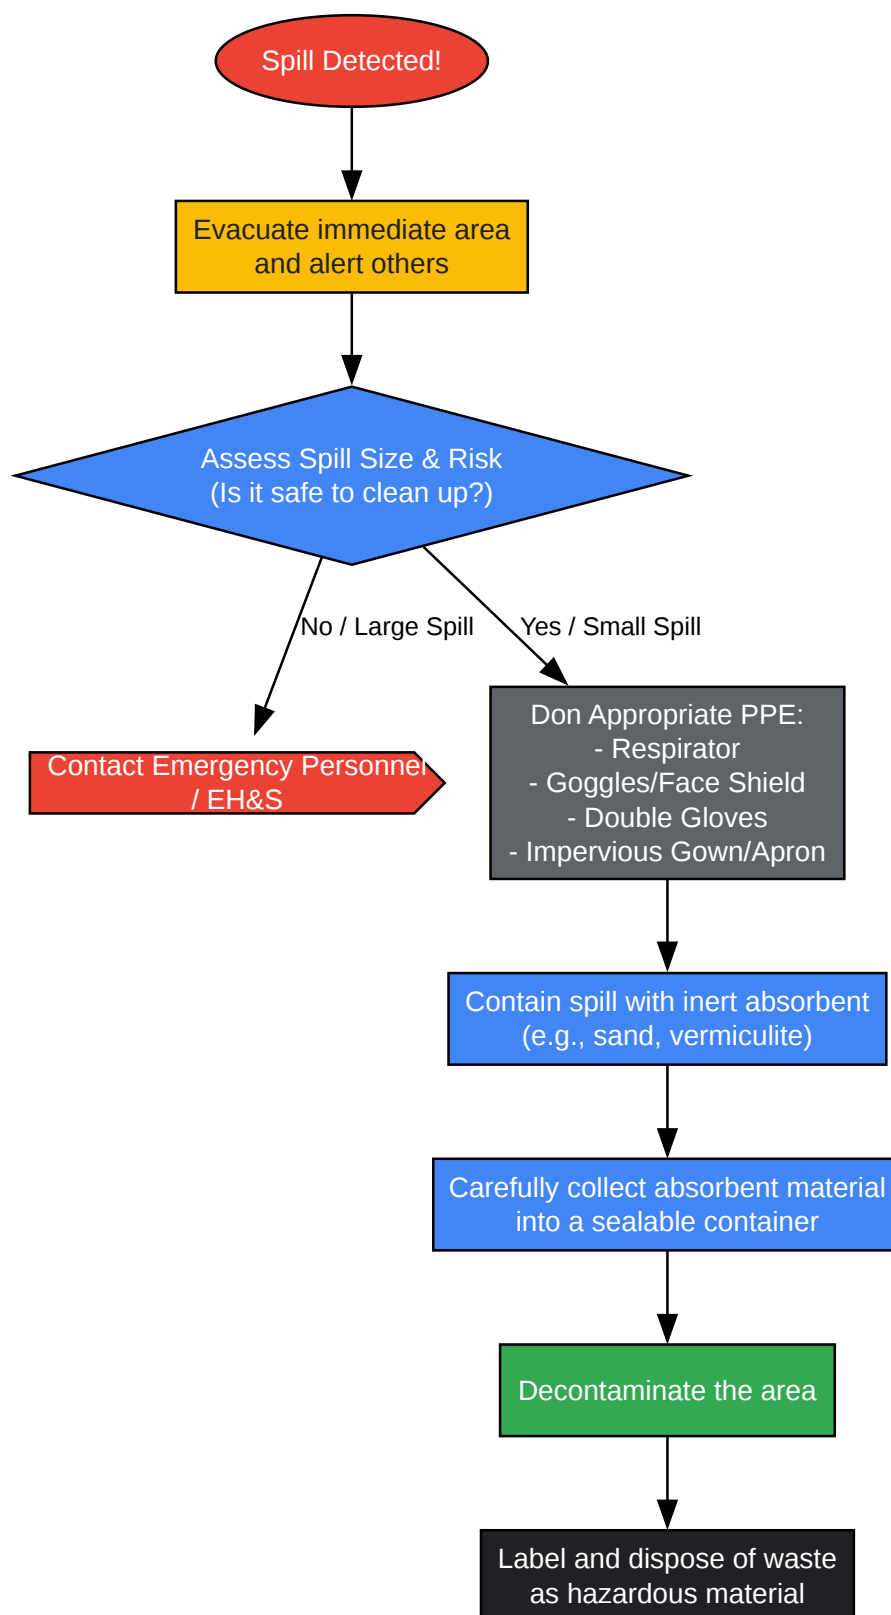 Spill Detected!
Evacuate immediate area
and alert others
Assess Spill Size & Risk
(Is it safe to clean up?)
No / Large Spill
Yes / Small Spill
Contact Emergency Personnel
/ EH&S
Don Appropriate PPE:
- Respirator
- Goggles/Face Shield
- Double Gloves
- Impervious Gown/Apron
Contain spill with inert absorbent
(e.g., sand, vermiculite)
Carefully collect absorbent material
into a sealable container
Decontaminate the area
Label and dispose of waste
as hazardous material